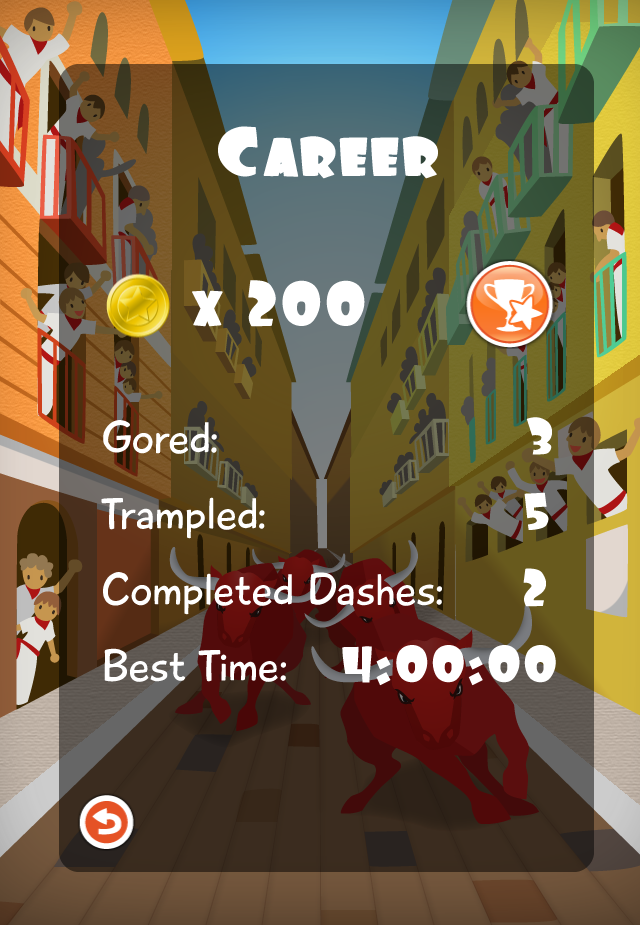 Career
x 200
Gored: 3
Trampled: 5
Completed Dashes: 2
Best Time: 4:00:00